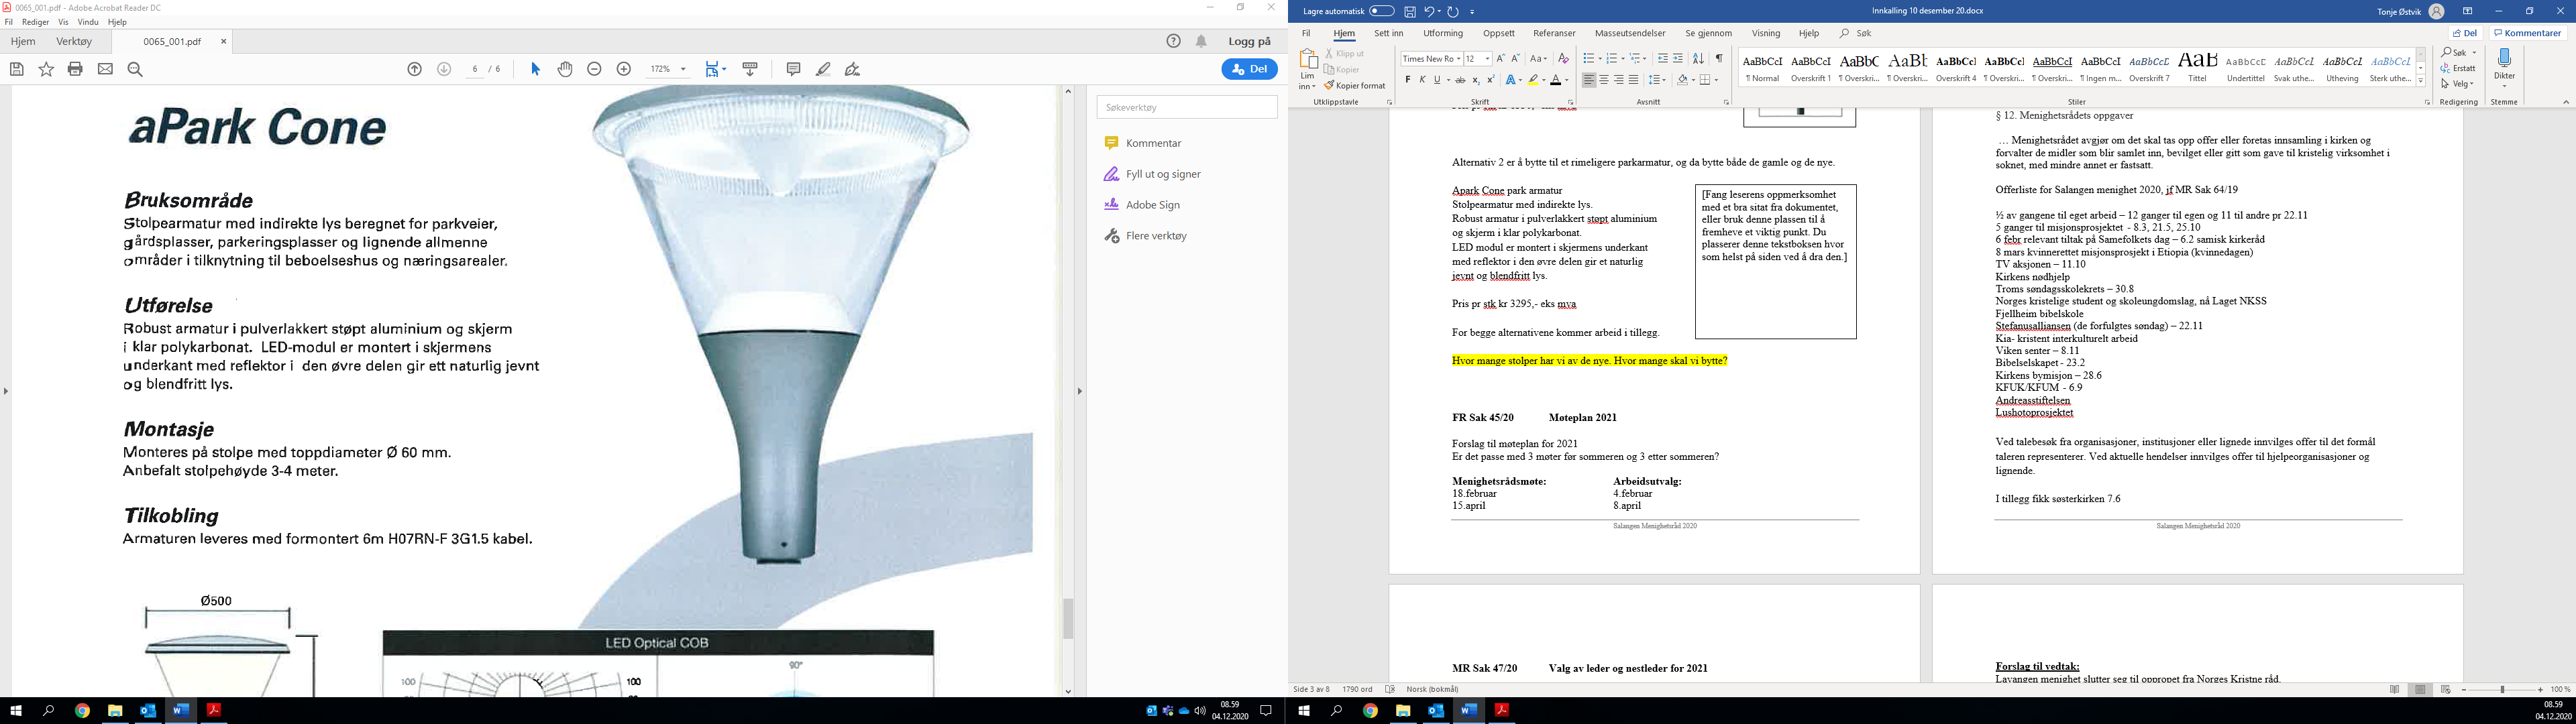 0065_001.pdf - Adobe Acrobat Reader DC
Fil Rediger Vis Vindu Hjelp
Hjem Verktøy 0065_001.pdf × Logg på
6 / 6 172% Del
aPark Cone
Bruksområde
Stolpearmatur med indirekte lys beregnet for parkveier,
gårdsplasser, parkeringsplasser og lignende allmenne
områder i tilknytning til beboelseshus og næringsarealer.
Utførelse
Robust armatur i pulverlakkert støpt aluminium og skjerm
i klar polykarbonat. LED-modul er montert i skjermens
underkant med reflektor i den øvre delen gir ett naturlig jevnt
og blendfritt lys.
Montasje
Monteres på stolpe med toppdiameter Ø 60 mm.
Anbefalt stolpehøyde 3-4 meter.
Tilkobling
Armaturen leveres med formontert 6m H07RN-F 3G1.5 kabel.
Ø500
LED Optical COB
100 100 90°
Søkeverktøy
Kommentar
Fyll ut og signer
Adobe Sign
Flere verktøy
08.59
04.12.2020
Lagre automatisk Innkalling 10 desember 20.docx Tonje Østvik
Fil Hjem Sett inn Utforming Oppsett Referanser Masseutsendelser Se gjennom Visning Hjelp Søk Del Kommentarer
Lim inn
Klipp ut
Kopier
Kopier format
Utklippstavle
Times New Ro 12
F K U
Skrift
Avsnitt
¶ Normal Overskrift 1 ¶ Overskri... ¶ Overskri... Overskrift 4 ¶ Overskri... ¶ Overskri... ¶ Ingen m... Overskrift 7 Tittel Undertittel Svak uthe... Utheving Sterk uthe...
Stiler
Søk
Erstatt
Velg
Redigering
Dikter
Stemme
Alternativ 2 er å bytte til et rimeligere parkarmatur, og da bytte både de gamle og de nye.
Apark Cone park armatur
Stolpearmatur med indirekte lys.
Robust armatur i pulverlakkert støpt aluminium
og skjerm i klar polykarbonat.
LED modul er montert i skjermens underkant
med reflektor i den øvre delen gir et naturlig
jevnt og blendfritt lys.
Pris pr stk kr 3295,- eks mva
For begge alternativene kommer arbeid i tillegg.
[Fang leserens oppmerksomhet
med et bra sitat fra dokumentet,
eller bruk denne plassen til å
fremheve et viktig punkt. Du
plasserer denne tekstboksen hvor
som helst på siden ved å dra den.]
Hvor mange stolper har vi av de nye. Hvor mange skal vi bytte?
FR Sak 45/20 Møteplan 2021
Forslag til møteplan for 2021
Er det passe med 3 møter før sommeren og 3 etter sommeren?
Menighetsrådsmøte: Arbeidsutvalg:
18.februar 4.februar
15.april 8.april
Salangen Menighetsråd 2020
MR Sak 47/20 Valg av leder og nestleder for 2021
§ 12. Menighetsrådets oppgaver
... Menighetsrådet avgjør om det skal tas opp offer eller foretas innsamling i kirken og
forvalter de midler som blir samlet inn, bevilget eller gitt som gave til kristelig virksomhet i
soknet, med mindre annet er fastsatt.
Offerliste for Salangen menighet 2020, jf MR Sak 64/19
½ av gangene til eget arbeid – 12 ganger til egen og 11 til andre pr 22.11
5 ganger til misjonsprosjektet - 8.3, 21.5, 25.10
6 febr relevant tiltak på Samefolkets dag – 6.2 samisk kirkeråd
8 mars kvinnerettet misjonsprosjekt i Etiopia (kvinnedagen)
TV aksjonen – 11.10
Kirkens nødhjelp
Troms søndagsskolekrets – 30.8
Norges kristelige student og skoleungdomslag, nå Laget NKSS
Fjellheim bibelskole
Stefanusalliansen (de forfulgtes søndag) – 22.11
Kia- kristent interkulturelt arbeid
Viken senter – 8.11
Bibelselskapet - 23.2
Kirkens bymisjon – 28.6
KFUK/KFUM - 6.9
Andreasstiftelsen
Lushotoprosjektet
Ved talebesøk fra organisasjoner, institusjoner eller lignede innvilges offer til det formål
taleren representerer. Ved aktuelle hendelser innvilges offer til hjelpeorganisasjoner og
lignende.
I tillegg fikk søsterkirken 7.6
Salangen Menighetsråd 2020
Forslag til vedtak:
Lavangen menighet slutter seg til oppropet fra Norges Kristne råd.
Side 3 av 8 1790 ord Norsk (bokmål) 100 %
08.59
04.12.2020